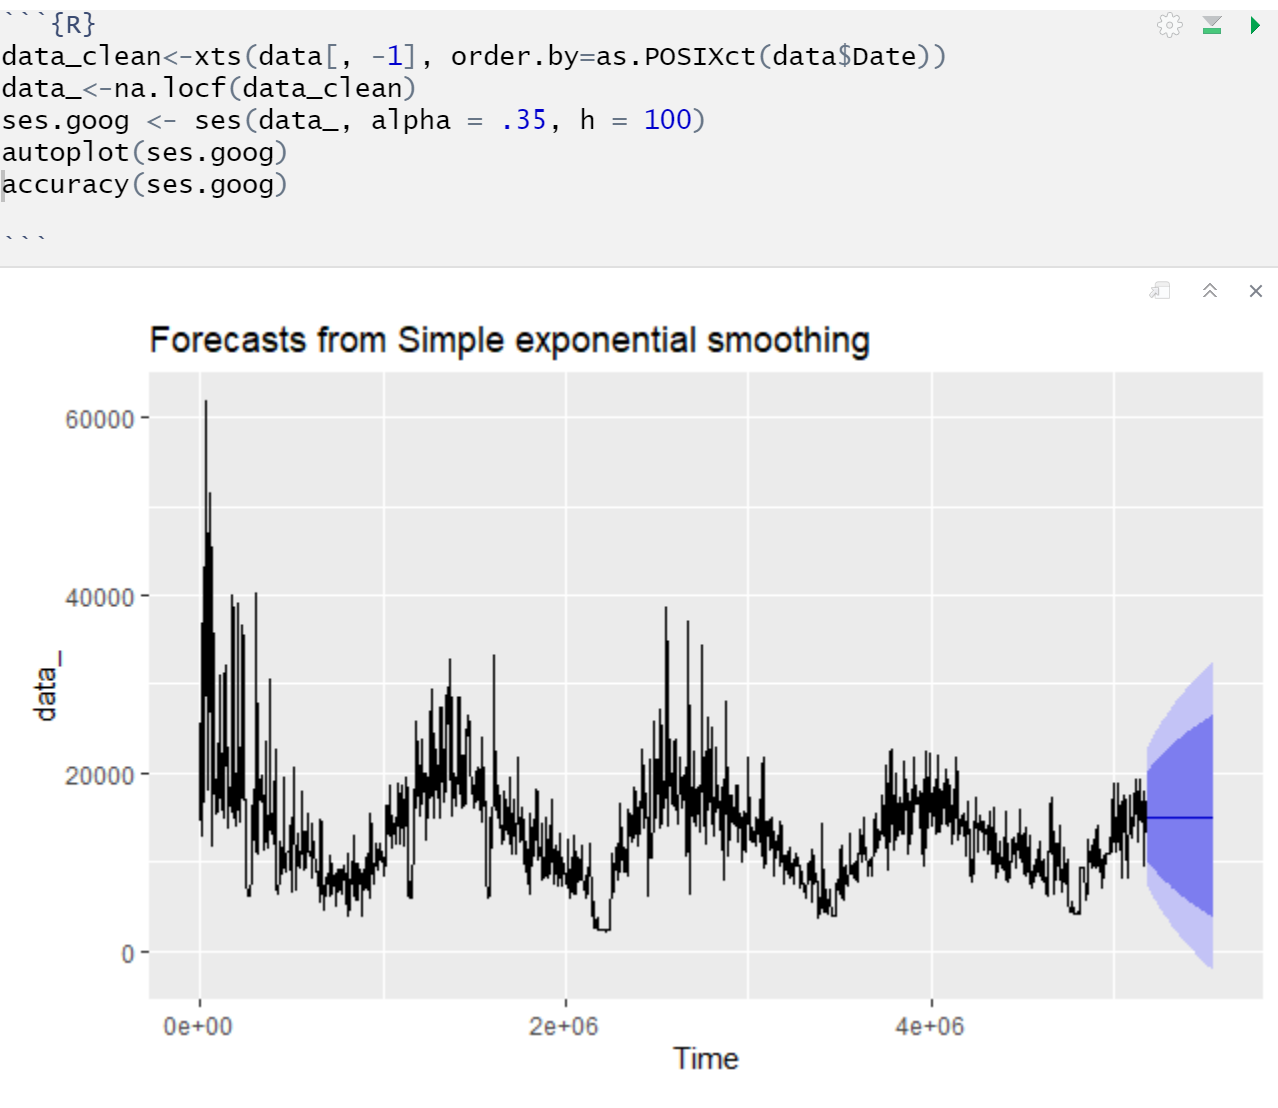 ```{R}
data_clean<-xts(data[, -1], order.by=as.POSIXct(data$Date))
data_<-na.locf(data_clean)
ses.goog <- ses(data_, alpha = .35, h = 100)
autoplot(ses.goog)
accuracy(ses.goog)
```
Forecasts from Simple exponential smoothing
60000
40000
data_
20000
0
0e+00 2e+06 4e+06
Time